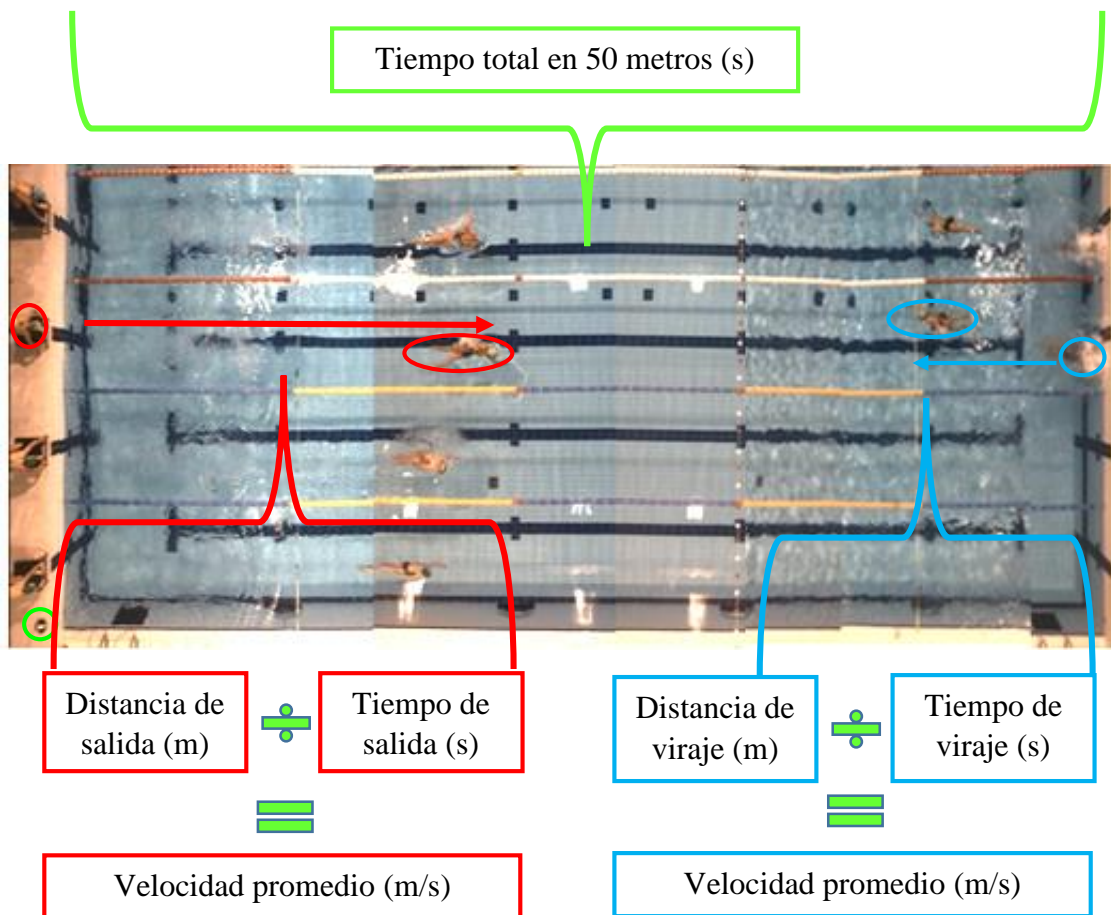 Tiempo total en 50 metros (s)
Distancia de
salida (m)
÷
Tiempo de
salida (s)
=
Velocidad promedio (m/s)
Distancia de
viraje (m)
÷
Tiempo de
viraje (s)
=
Velocidad promedio (m/s)